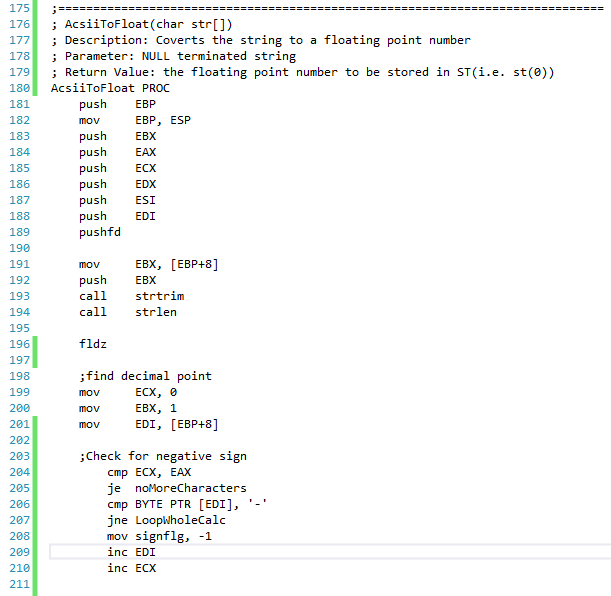 175 ;==============================================================================
176 ; AcsiiToFloat(char str[])
177 ; Description: Coverts the string to a floating point number
178 ; Parameter: NULL terminated string
179 ; Return Value: the floating point number to be stored in ST(i.e. st(0))
180 AcsiiToFloat PROC
181     push    EBP
182     mov     EBP, ESP
183     push    EBX
184     push    EAX
185     push    ECX
186     push    EDX
187     push    ESI
188     push    EDI
189     pushfd
190
191     mov     EBX, [EBP+8]
192     push    EBX
193     call    strtrim
194     call    strlen
195
196     fldz
197
198     ;find decimal point
199     mov     ECX, 0
200     mov     EBX, 1
201     mov     EDI, [EBP+8]
202
203     ;Check for negative sign
204         cmp ECX, EAX
205         je  noMoreCharacters
206         cmp BYTE PTR [EDI], '-'
207         jne LoopWholeCalc
208         mov signflg, -1
209         inc EDI
210         inc ECX
211